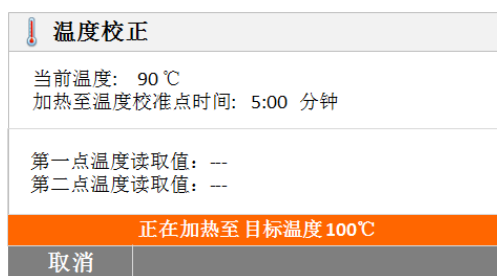 温度校正
当前温度: 90 ℃
加热至温度校准点时间: 5:00 分钟
第一点温度读取值: ---
第二点温度读取值: ---
正在加热至 目标温度 100℃
取消